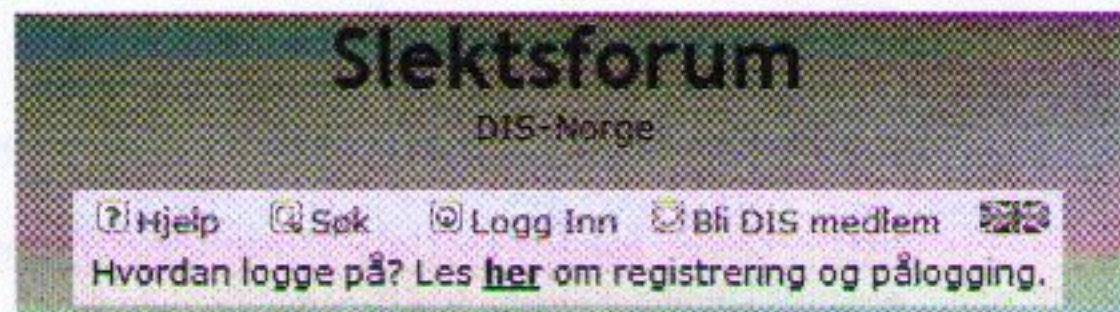 Slektsforum
DIS-Norge
Hjelp Søk Logg Inn Bli DIS medlem
Hvordan logge på? Les her om registrering og pålogging.